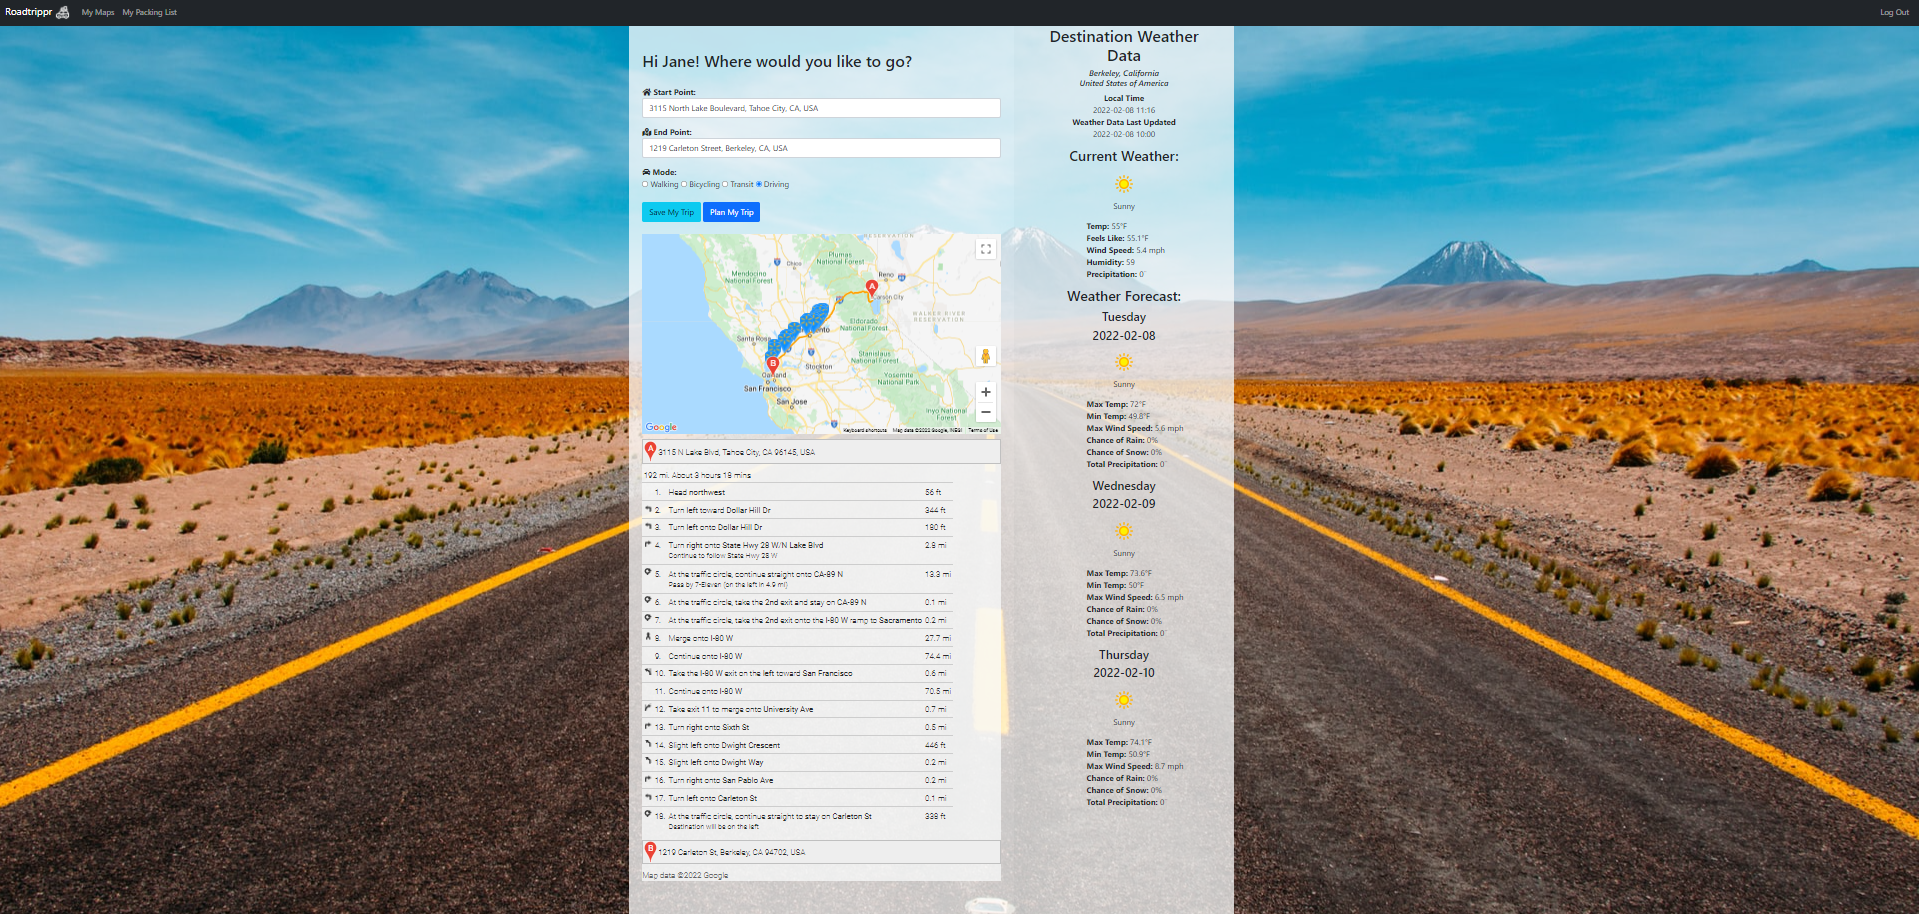 Roadtrippr My Maps My Packing List Log Out
Hi Jane! Where would you like to go?
Start Point:
3115 North Lake Boulevard, Tahoe City, CA, USA
End Point:
1219 Carleton Street, Berkeley, CA, USA
Mode:
Walking Bicycling Transit Driving
Save My Trip Plan My Trip
RESERVATION
Plumas
National Forest
Chico
Reno
Mendocino
National Forest
A
Carson City
WALKER RIVER
RESERVATION
Eldorado
National Forest
Santa Rosa
Stanislaus
National Forest
B
Oakland
Stockton
Yosemite
National Park
San Francisco
San Jose
Inyo National
Forest
Google
Keyboard shortcuts Map data ©2022 Google, INEGI Terms of Use
A 3115 N Lake Blvd, Tahoe City, CA 96145, USA
192 mi. About 3 hours 18 mins
1. Head northwest 56 ft
2. Turn left toward Dollar Hill Dr 344 ft
3. Turn left onto Dollar Hill Dr 180 ft
4. Turn right onto State Hwy 28 W/N Lake Blvd 2.8 mi
Continue to follow State Hwy 28 W
5. At the traffic circle, continue straight onto CA-89 N 13.3 mi
Pass by 7-Eleven (on the left in 4.9 mi)
6. At the traffic circle, take the 2nd exit and stay on CA-89 N 0.1 mi
7. At the traffic circle, take the 2nd exit onto the I-80 W ramp to Sacramento 0.2 mi
8. Merge onto I-80 W 27.7 mi
9. Continue onto I-80 W 74.4 mi
10. Take the I-80 W exit on the left toward San Francisco 0.6 mi
11. Continue onto I-80 W 70.5 mi
12. Take exit 11 to merge onto University Ave 0.7 mi
13. Turn right onto Sixth St 0.5 mi
14. Slight left onto Dwight Crescent 446 ft
15. Slight left onto Dwight Way 0.2 mi
16. Turn right onto San Pablo Ave 0.2 mi
17. Turn left onto Carleton St 0.1 mi
18. At the traffic circle, continue straight to stay on Carleton St 338 ft
Destination will be on the left
B 1219 Carleton St, Berkeley, CA 94702, USA
Map data ©2022 Google
Destination Weather
Data
Berkeley, California
United States of America
Local Time
2022-02-08 11:16
Weather Data Last Updated
2022-02-08 10:00
Current Weather:
Sunny
Temp: 55°F
Feels Like: 55.1°F
Wind Speed: 5.4 mph
Humidity: 59
Precipitation: 0"
Weather Forecast:
Tuesday
2022-02-08
Sunny
Max Temp: 72°F
Min Temp: 49.8°F
Max Wind Speed: 5.6 mph
Chance of Rain: 0%
Chance of Snow: 0%
Total Precipitation: 0"
Wednesday
2022-02-09
Sunny
Max Temp: 73.6°F
Min Temp: 50°F
Max Wind Speed: 6.5 mph
Chance of Rain: 0%
Chance of Snow: 0%
Total Precipitation: 0"
Thursday
2022-02-10
Sunny
Max Temp: 74.1°F
Min Temp: 50.9°F
Max Wind Speed: 8.7 mph
Chance of Rain: 0%
Chance of Snow: 0%
Total Precipitation: 0"